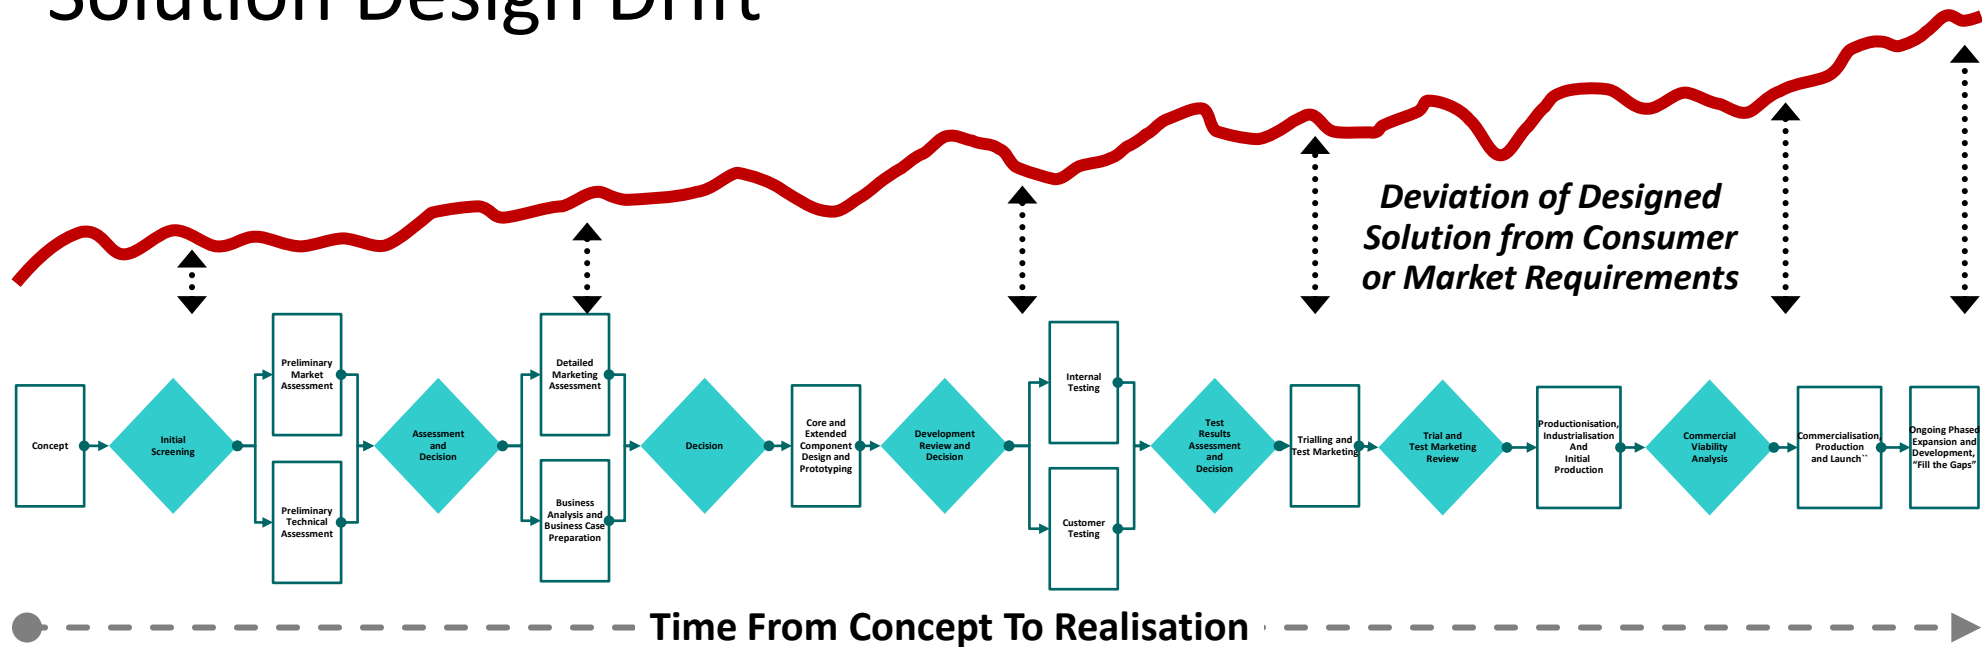 Solution Design Drift
Deviation of Designed
Solution from Consumer
or Market Requirements
Concept
Initial
Screening
Preliminary
Market
Assessment
Preliminary
Technical
Assessment
Assessment
and
Decision
Detailed
Marketing
Assessment
Business
Analysis and
Business Case
Preparation
Decision
Core and
Extended
Component
Design and
Prototyping
Development
Review and
Decision
Internal
Testing
Customer
Testing
Test
Results
Assessment
and
Decision
Trialling and
Test Marketing
Trial and
Test Marketing
Review
Productionisation,
Industrialisation
And
Initial
Production
Commercial
Viability
Analysis
Commercialisation,
Production
and Launch``
Ongoing Phased
Expansion and
Development,
“Fill the Gaps”
Time From Concept To Realisation